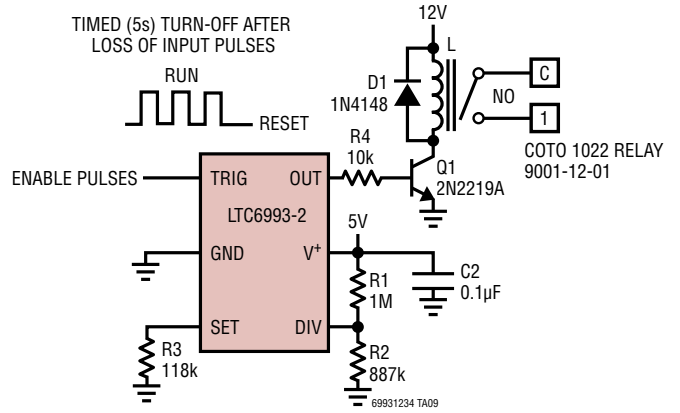 TIMED (5s) TURN-OFF AFTER
LOSS OF INPUT PULSES
RUN
RESET
12V
L
D1
1N4148
C
NO
1
COTO 1022 RELAY
9001-12-01
R4
10k
Q1
2N2219A
ENABLE PULSES
TRIG
OUT
LTC6993-2
5V
GND
V+
R1
1M
C2
0.1µF
SET
DIV
R3
118k
R2
887k
69931234 TA09